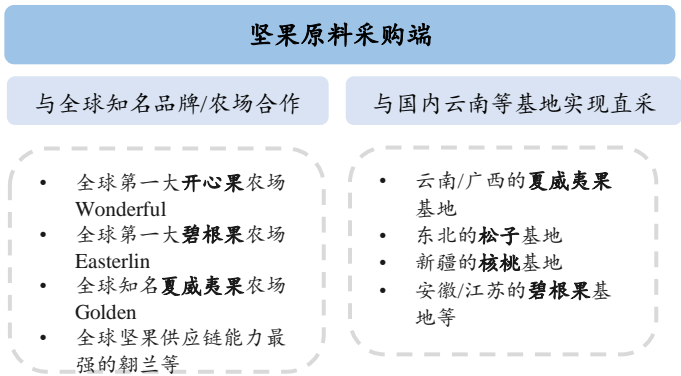 坚果原料采购端
与全球知名品牌/农场合作
• 全球第一大开心果农场
Wonderful
• 全球第一大碧根果农场
Easterlin
• 全球知名夏威夷果农场
Golden
• 全球坚果供应链能力最
强的翱兰等
与国内云南等基地实现直采
• 云南/广西的夏威夷果
基地
• 东北的松子基地
• 新疆的核桃基地
• 安徽/江苏的碧根果基
地等